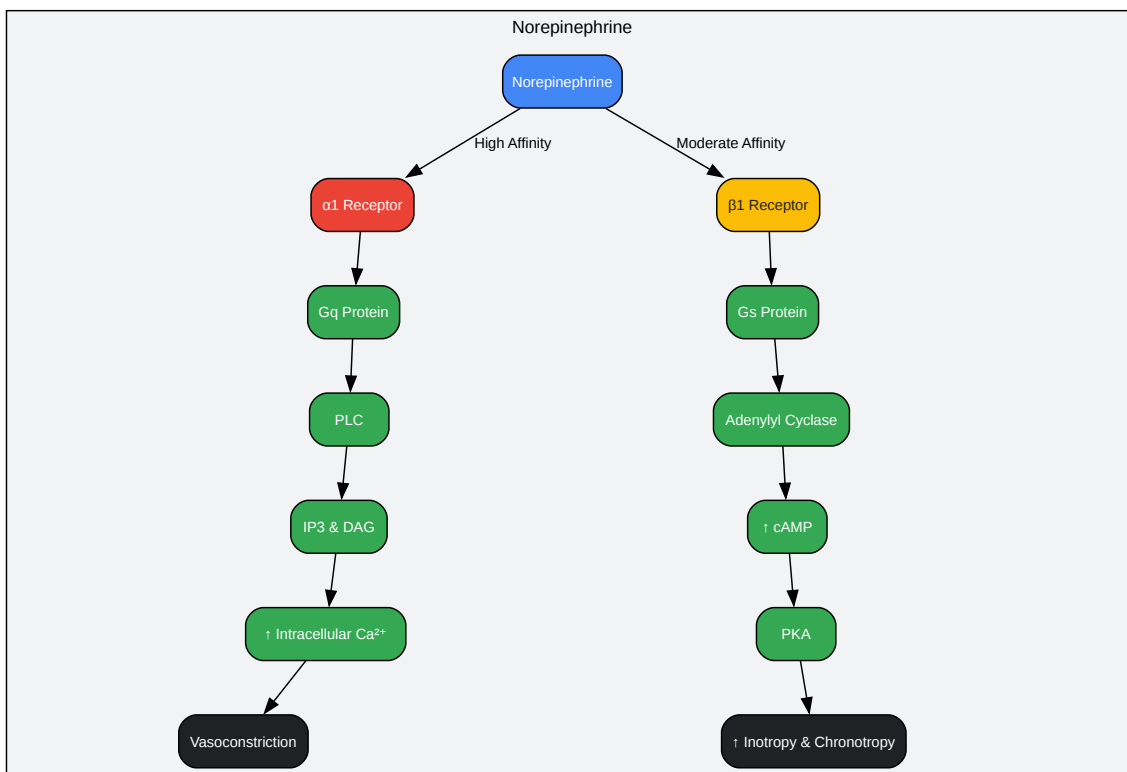 Norepinephrine
Norepinephrine
High Affinity
Moderate Affinity
α1 Receptor
β1 Receptor
Gq Protein
Gs Protein
PLC
Adenylyl Cyclase
IP3 & DAG
↑ cAMP
↑ Intracellular Ca²⁺
PKA
Vasoconstriction
↑ Inotropy & Chronotropy